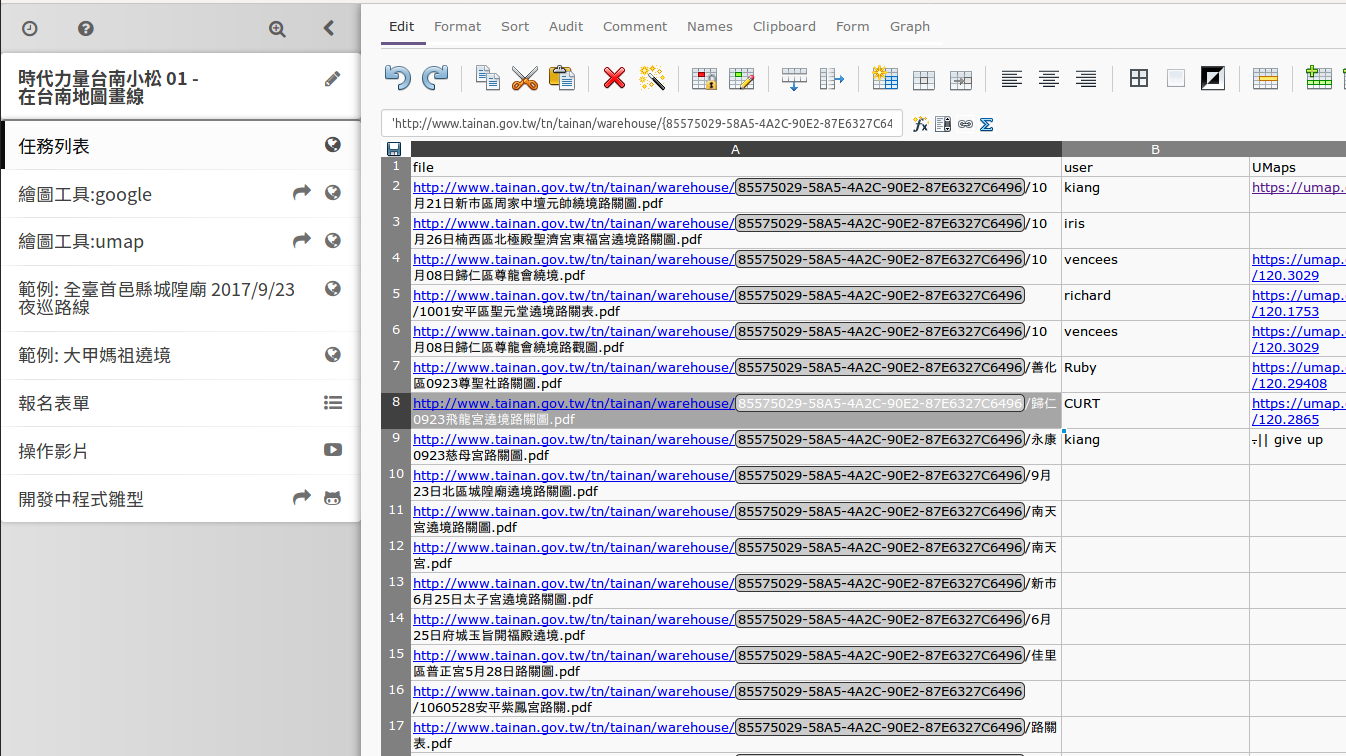 時代力量台南小松 01 -
在台南地圖畫線
任務列表
繪圖工具:google
繪圖工具:umap
範例: 全臺首邑縣城隍廟 2017/9/23
夜巡路線
範例: 大甲媽祖遶境
報名表單
操作影片
開發中程式雛型
Edit Format Sort Audit Comment Names Clipboard Form Graph
'http://www.tainan.gov.tw/tn/tainan/warehouse/{85575029-58A5-4A2C-90E2-87E6327C64
A B
1 file user UMaps
2 http://www.tainan.gov.tw/tn/tainan/warehouse/85575029-58A5-4A2C-90E2-87E6327C6496/10 kiang https://umap.
月21日新市區周家中壇元帥繞境路關圖.pdf
3 http://www.tainan.gov.tw/tn/tainan/warehouse/85575029-58A5-4A2C-90E2-87E6327C6496/10 iris
月26日楠西區北極殿聖濟宮東福宮遶境路關圖.pdf
4 http://www.tainan.gov.tw/tn/tainan/warehouse/85575029-58A5-4A2C-90E2-87E6327C6496/10 vencees https://umap.
月08日歸仁區尊龍會繞境.pdf /120.3029
5 http://www.tainan.gov.tw/tn/tainan/warehouse/85575029-58A5-4A2C-90E2-87E6327C6496 richard https://umap.
/1001安平區聖元堂遶境路關表.pdf /120.1753
6 http://www.tainan.gov.tw/tn/tainan/warehouse/85575029-58A5-4A2C-90E2-87E6327C6496/10 vencees https://umap.
月08日歸仁區尊龍會繞境路觀圖.pdf /120.3029
7 http://www.tainan.gov.tw/tn/tainan/warehouse/85575029-58A5-4A2C-90E2-87E6327C6496/善化 Ruby https://umap.
區0923尊聖社路關圖.pdf /120.29408
8 http://www.tainan.gov.tw/tn/tainan/warehouse/85575029-58A5-4A2C-90E2-87E6327C6496/歸仁 CURT https://umap.
0923飛龍宮遶境路關圖.pdf /120.2865
9 http://www.tainan.gov.tw/tn/tainan/warehouse/85575029-58A5-4A2C-90E2-87E6327C6496/永康 kiang -.-|| give up
0923慈母宮路關圖.pdf
10 http://www.tainan.gov.tw/tn/tainan/warehouse/85575029-58A5-4A2C-90E2-87E6327C6496/9月
23日北區城隍廟遶境路關圖.pdf
11 http://www.tainan.gov.tw/tn/tainan/warehouse/85575029-58A5-4A2C-90E2-87E6327C6496/南天
宮遶境路關圖.pdf
12 http://www.tainan.gov.tw/tn/tainan/warehouse/85575029-58A5-4A2C-90E2-87E6327C6496/南天
宮.pdf
13 http://www.tainan.gov.tw/tn/tainan/warehouse/85575029-58A5-4A2C-90E2-87E6327C6496/新市
6月25日太子宮遶境路關圖.pdf
14 http://www.tainan.gov.tw/tn/tainan/warehouse/85575029-58A5-4A2C-90E2-87E6327C6496/6月
25日府城玉旨開福殿遶境.pdf
15 http://www.tainan.gov.tw/tn/tainan/warehouse/85575029-58A5-4A2C-90E2-87E6327C6496/佳里
區普正宮5月28日路關圖.pdf
16 http://www.tainan.gov.tw/tn/tainan/warehouse/85575029-58A5-4A2C-90E2-87E6327C6496
/1060528安平紫鳳宮路關.pdf
17 http://www.tainan.gov.tw/tn/tainan/warehouse/85575029-58A5-4A2C-90E2-87E6327C6496/路關
表.pdf